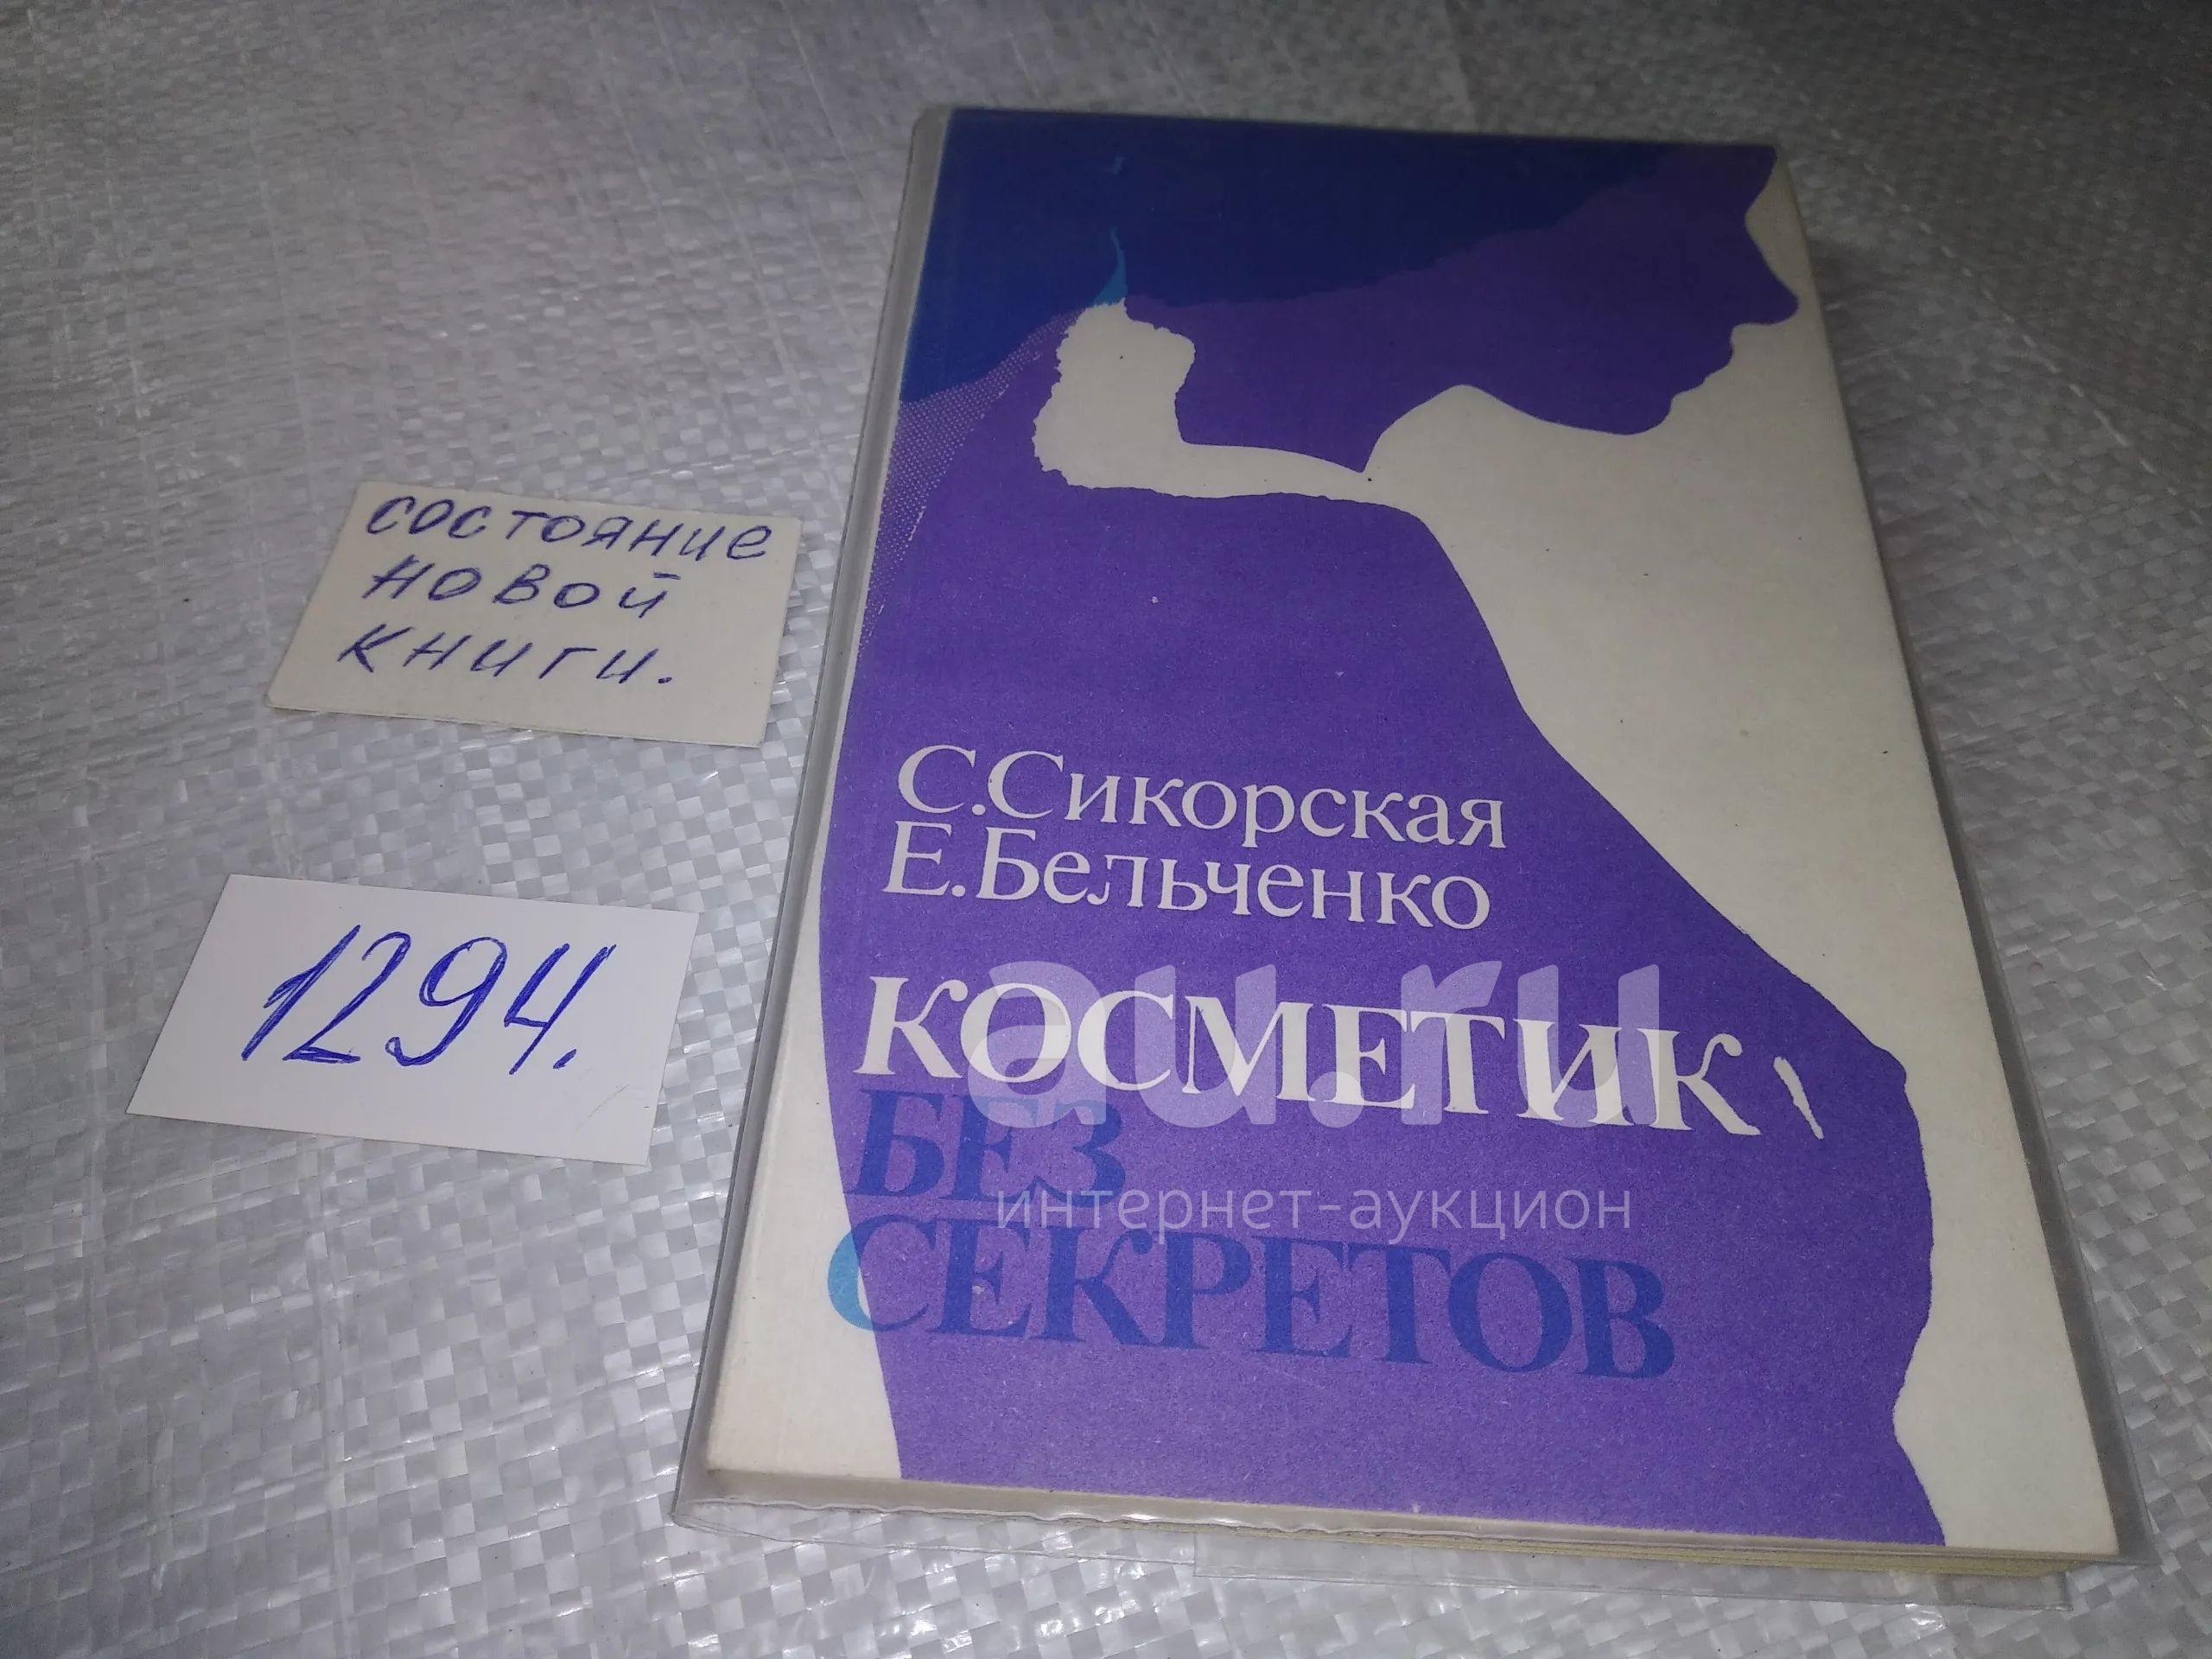 состояние
новой
книги.
1294.
С.Сикорская
Е.Бельченко
КОСМЕТИКА
БЕЗ
СЕКРЕТОВ
au.ru
интернет-аукцион